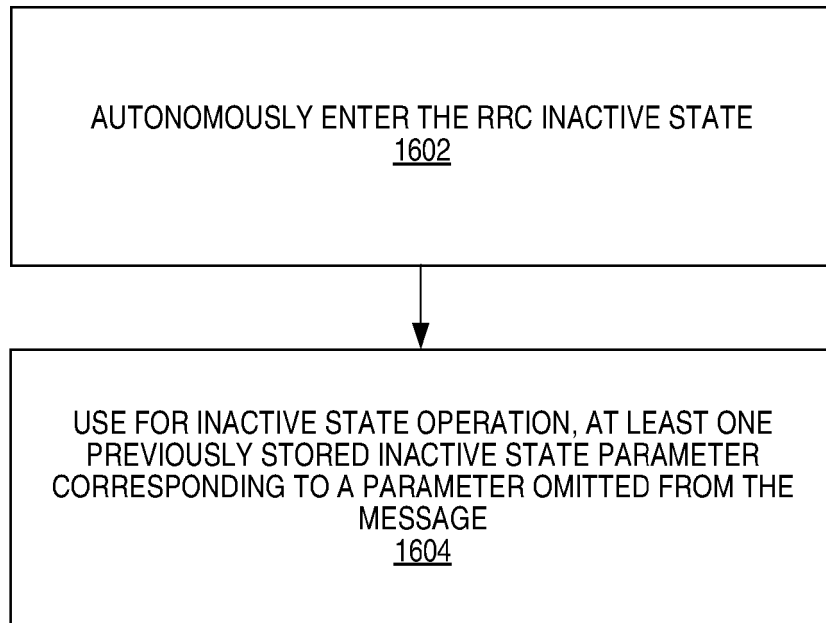 AUTONOMOUSLY ENTER THE RRC INACTIVE STATE
1602
USE FOR INACTIVE STATE OPERATION, AT LEAST ONE
PREVIOUSLY STORED INACTIVE STATE PARAMETER
CORRESPONDING TO A PARAMETER OMITTED FROM THE
MESSAGE
1604